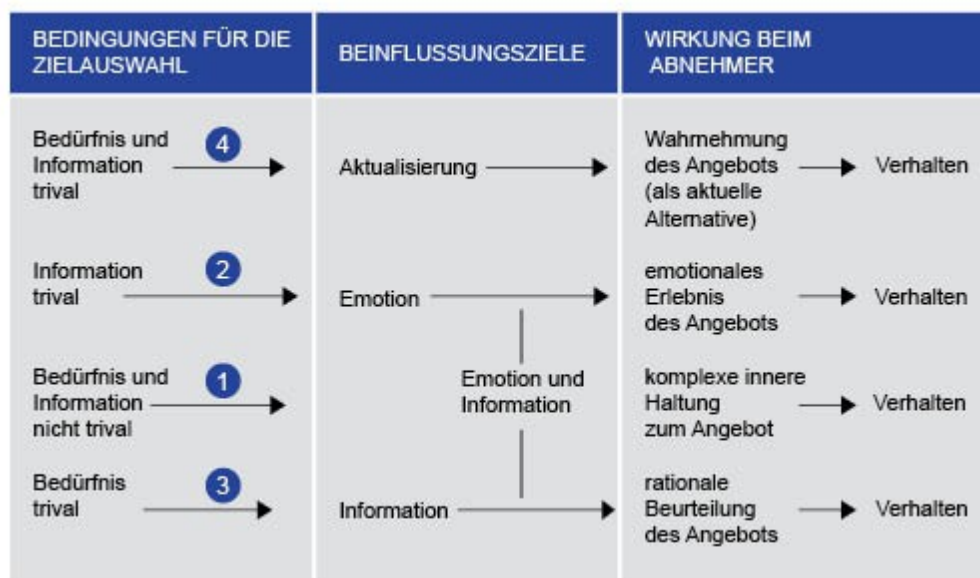 BEDINGUNGEN FÜR DIE
ZIELAUSWAHL
BEINFLUSSUNGSZIELE
WIRKUNG BEIM
ABNEHMER
Bedürfnis und
Information
trival
4
Aktualisierung
Wahrnehmung
des Angebots
(als aktuelle
Alternative)
Verhalten
Information
trival
2
Emotion
emotionales
Erlebnis
des Angebots
Verhalten
Bedürfnis und
Information
nicht trival
1
Emotion und
Information
komplexe innere
Haltung
zum Angebot
Verhalten
Bedürfnis
trival
3
Information
rationale
Beurteilung
des Angebots
Verhalten